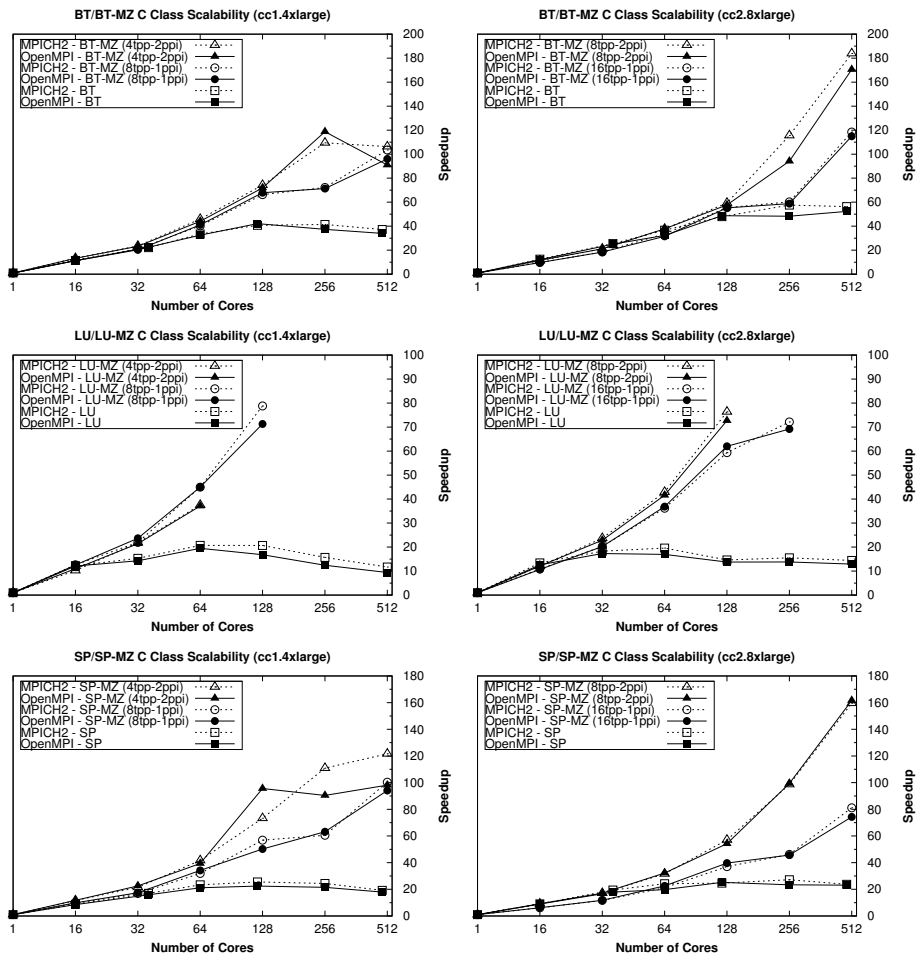 BT/BT-MZ C Class Scalability (cc1.4xlarge)
MPICH2 - BT-MZ (4tpp-2ppi)
OpenMPI - BT-MZ (4tpp-2ppi)
MPICH2 - BT-MZ (8tpp-1ppi)
OpenMPI - BT-MZ (8tpp-1ppi)
MPICH2 - BT
OpenMPI - BT
200
180
160
140
120
100
80
60
40
20
0
Speedup
1 16 32 64 128 256 512
Number of Cores
BT/BT-MZ C Class Scalability (cc2.8xlarge)
MPICH2 - BT-MZ (8tpp-2ppi)
OpenMPI - BT-MZ (8tpp-2ppi)
MPICH2 - BT-MZ (16tpp-1ppi)
OpenMPI - BT-MZ (16tpp-1ppi)
MPICH2 - BT
OpenMPI - BT
200
180
160
140
120
100
80
60
40
20
0
Speedup
1 16 32 64 128 256 512
Number of Cores
LU/LU-MZ C Class Scalability (cc1.4xlarge)
MPICH2 - LU-MZ (4tpp-2ppi)
OpenMPI - LU-MZ (4tpp-2ppi)
MPICH2 - LU-MZ (8tpp-1ppi)
OpenMPI - LU-MZ (8tpp-1ppi)
MPICH2 - LU
OpenMPI - LU
100
90
80
70
60
50
40
30
20
10
0
Speedup
1 16 32 64 128 256 512
Number of Cores
LU/LU-MZ C Class Scalability (cc2.8xlarge)
MPICH2 - LU-MZ (8tpp-2ppi)
OpenMPI - LU-MZ (8tpp-2ppi)
MPICH2 - LU-MZ (16tpp-1ppi)
OpenMPI - LU-MZ (16tpp-1ppi)
MPICH2 - LU
OpenMPI - LU
100
90
80
70
60
50
40
30
20
10
0
Speedup
1 16 32 64 128 256 512
Number of Cores
SP/SP-MZ C Class Scalability (cc1.4xlarge)
MPICH2 - SP-MZ (4tpp-2ppi)
OpenMPI - SP-MZ (4tpp-2ppi)
MPICH2 - SP-MZ (8tpp-1ppi)
OpenMPI - SP-MZ (8tpp-1ppi)
MPICH2 - SP
OpenMPI - SP
180
160
140
120
100
80
60
40
20
0
Speedup
1 16 32 64 128 256 512
Number of Cores
SP/SP-MZ C Class Scalability (cc2.8xlarge)
MPICH2 - SP-MZ (8tpp-2ppi)
OpenMPI - SP-MZ (8tpp-2ppi)
MPICH2 - SP-MZ (16tpp-1ppi)
OpenMPI - SP-MZ (16tpp-1ppi)
MPICH2 - SP
OpenMPI - SP
180
160
140
120
100
80
60
40
20
0
Speedup
1 16 32 64 128 256 512
Number of Cores